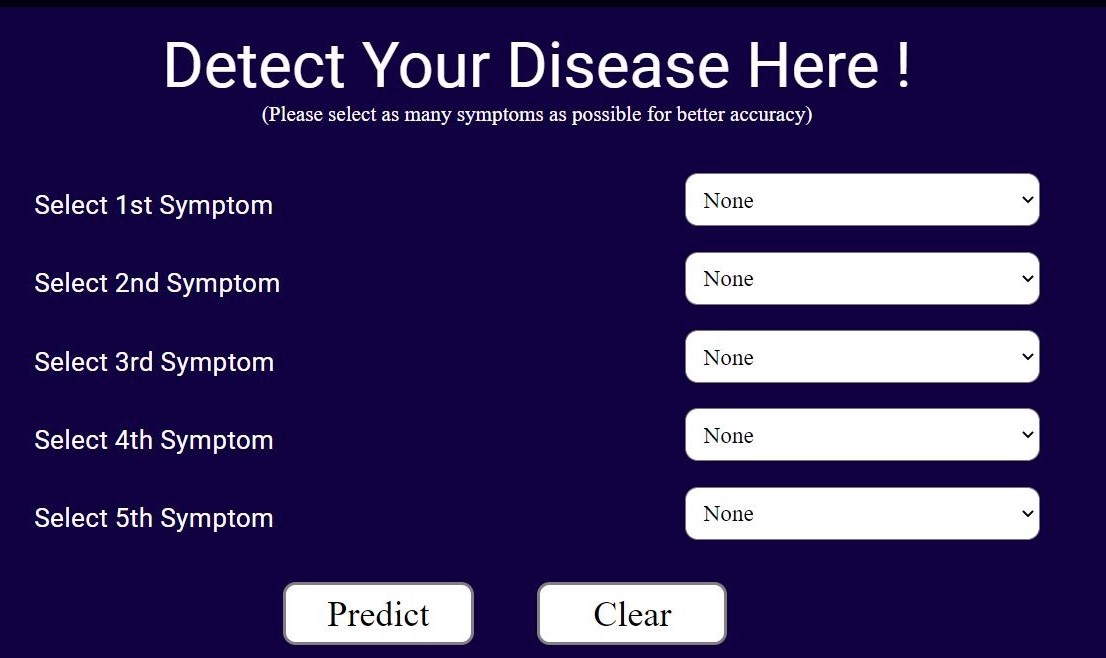 Detect Your Disease Here !
(Please select as many symptoms as possible for better accuracy)
Select 1st Symptom None
Select 2nd Symptom None
Select 3rd Symptom None
Select 4th Symptom None
Select 5th Symptom None
Predict Clear